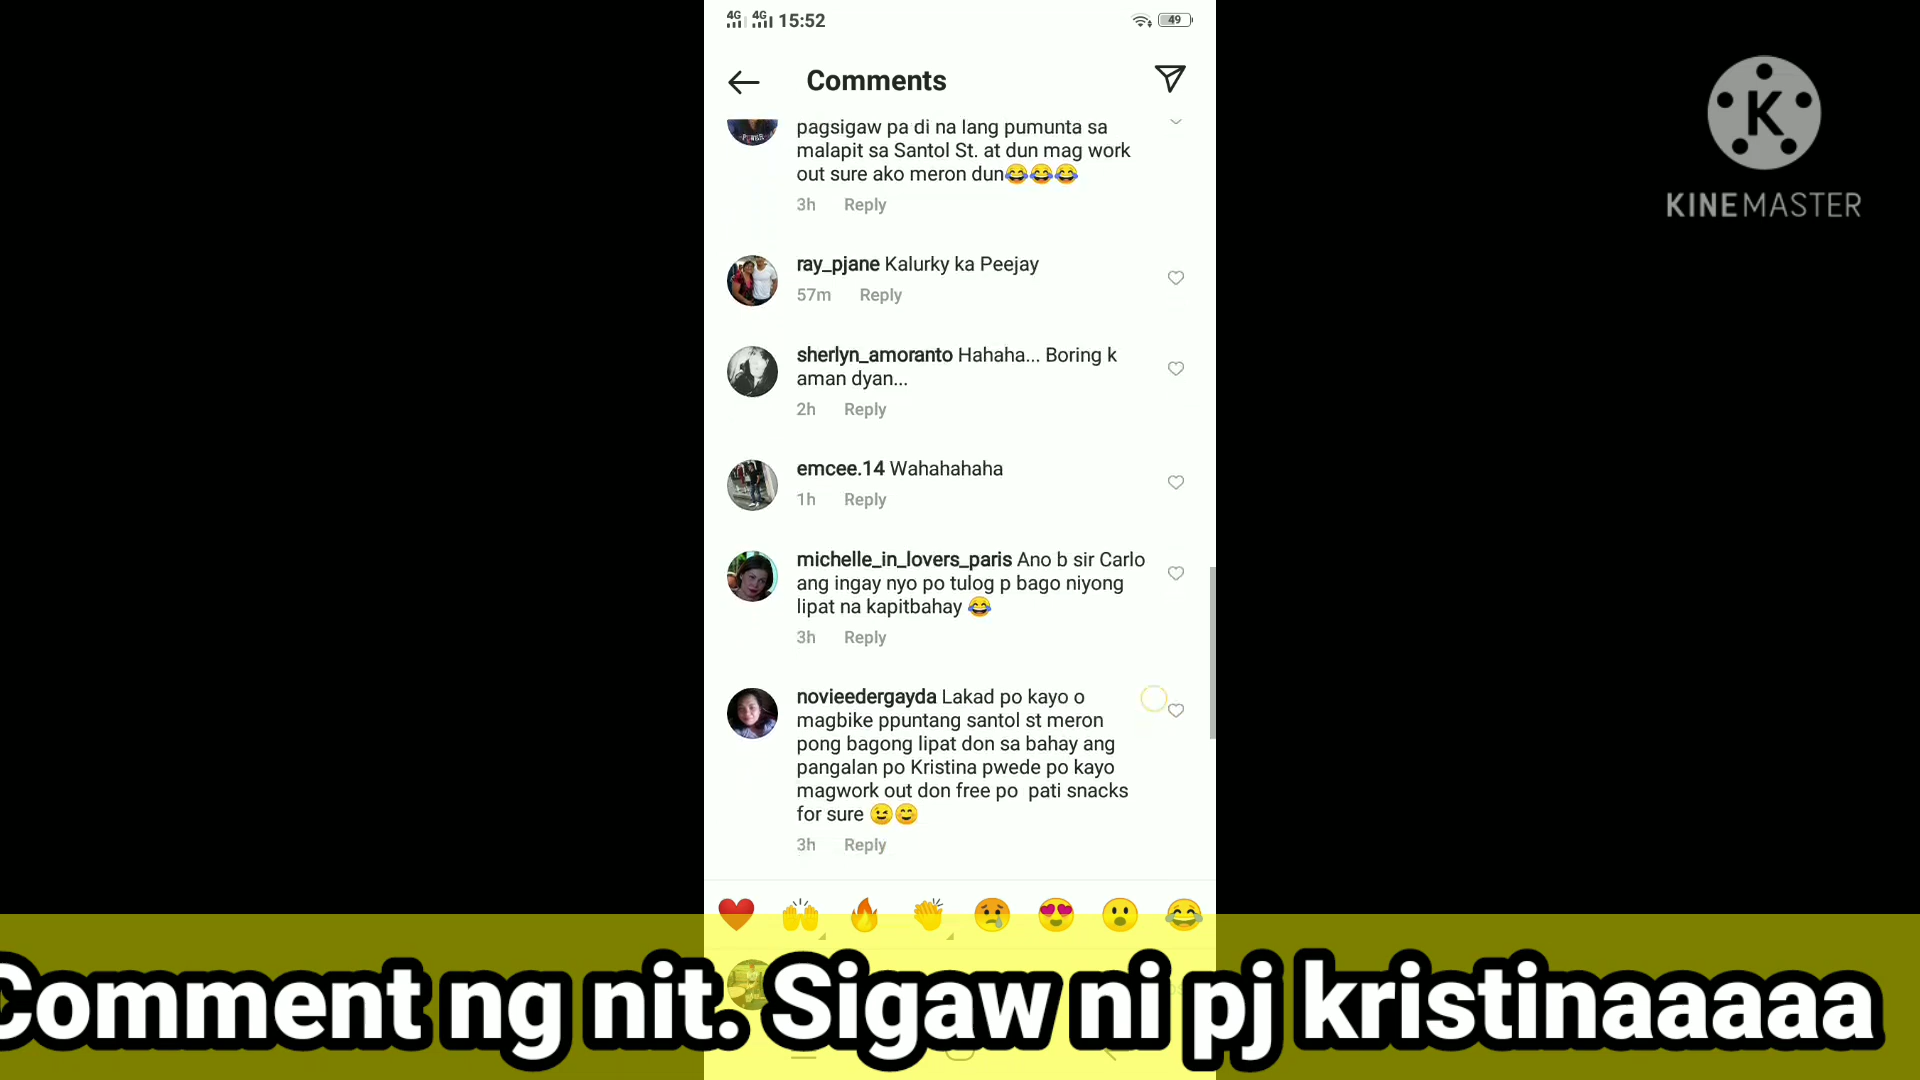 4G 4G 15:52 49
Comments
pagsigaw pa di na lang pumunta sa
malapit sa Santol St. at dun mag work
out sure ako meron dun😂😂😂
3h Reply
ray_pjane Kalurky ka Peejay
57m Reply
sherlyn_amoranto Hahaha... Boring k
aman dyan...
2h Reply
emcee.14 Wahahahaha
1h Reply
michelle_in_lovers_paris Ano b sir Carlo
ang ingay nyo po tulog p bago niyong
lipat na kapitbahay 😂
3h Reply
novieedergayda Lakad po kayo o
magbike ppuntang santol st meron
pong bagong lipat don sa bahay ang
pangalan po Kristina pwede po kayo
magwork out don free po pati snacks
for sure 😉😊
3h Reply
Comment ng nit. Sigaw ni pj kristinaaaaa
K
KINEMASTER